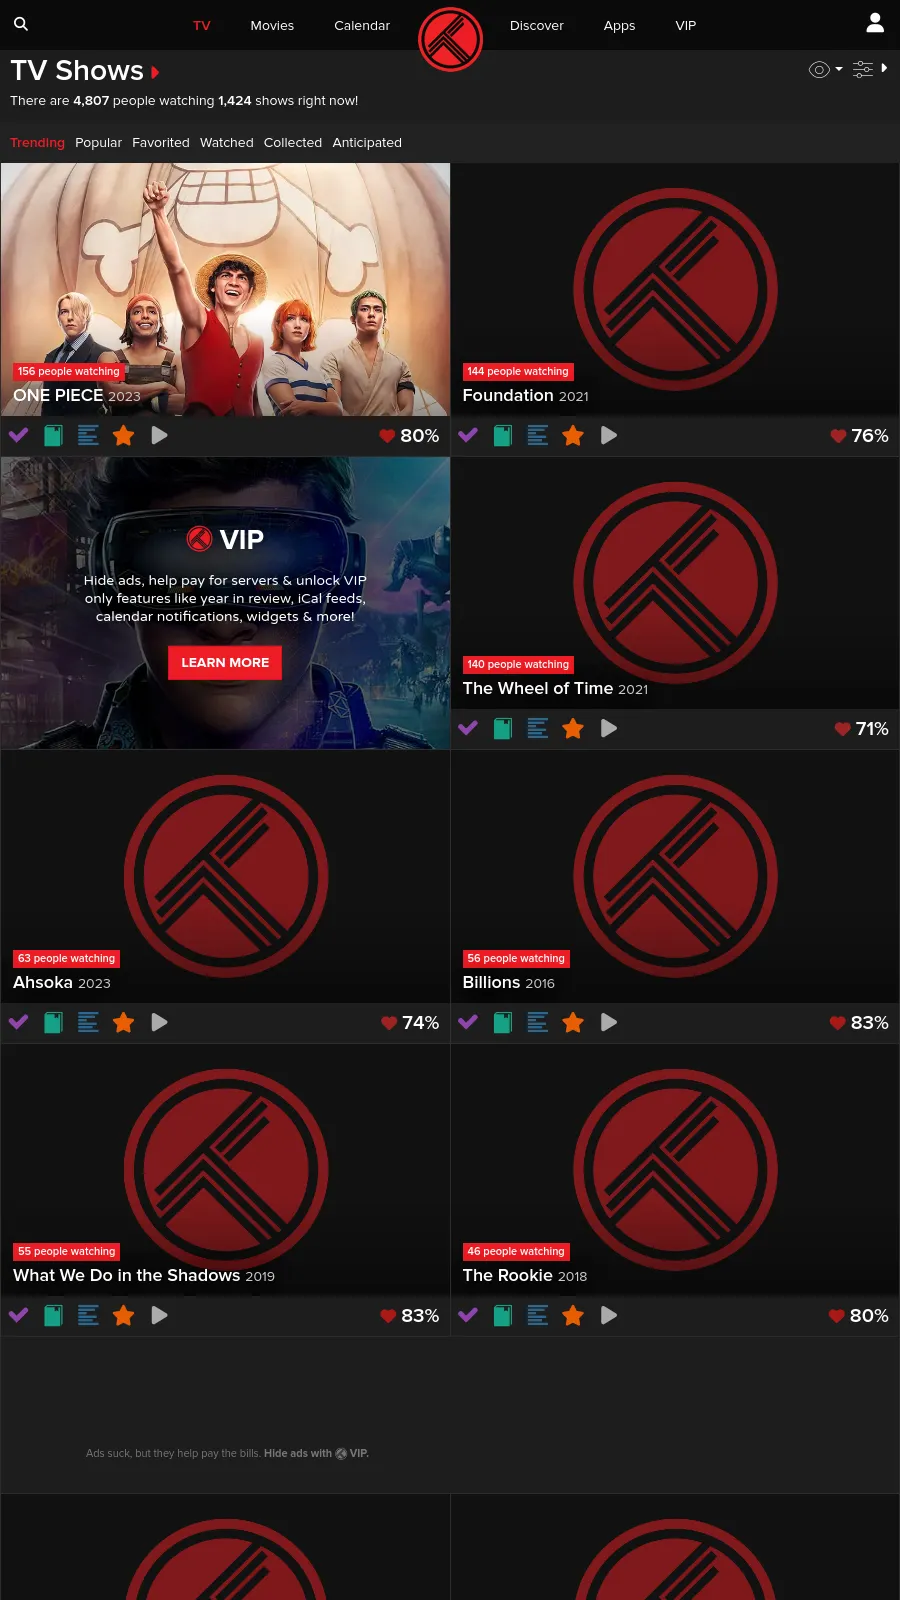 TV Movies Calendar Discover Apps VIP
TV Shows
There are 4,807 people watching 1,424 shows right now!
Trending Popular Favorited Watched Collected Anticipated
156 people watching
ONE PIECE 2023
80%
144 people watching
Foundation 2021
76%
VIP
Hide ads, help pay for servers & unlock VIP
only features like year in review, iCal feeds,
calendar notifications, widgets & more!
LEARN MORE
140 people watching
The Wheel of Time 2021
71%
63 people watching
Ahsoka 2023
74%
56 people watching
Billions 2016
83%
55 people watching
What We Do in the Shadows 2019
83%
46 people watching
The Rookie 2018
80%
Ads suck, but they help pay the bills. Hide ads with VIP.